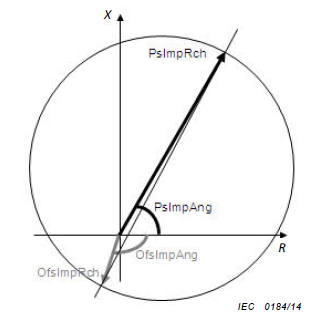 X
PsImpRch
PsImpAng
R
OfsImpAng
OfsImpRch
IEC 0184/14